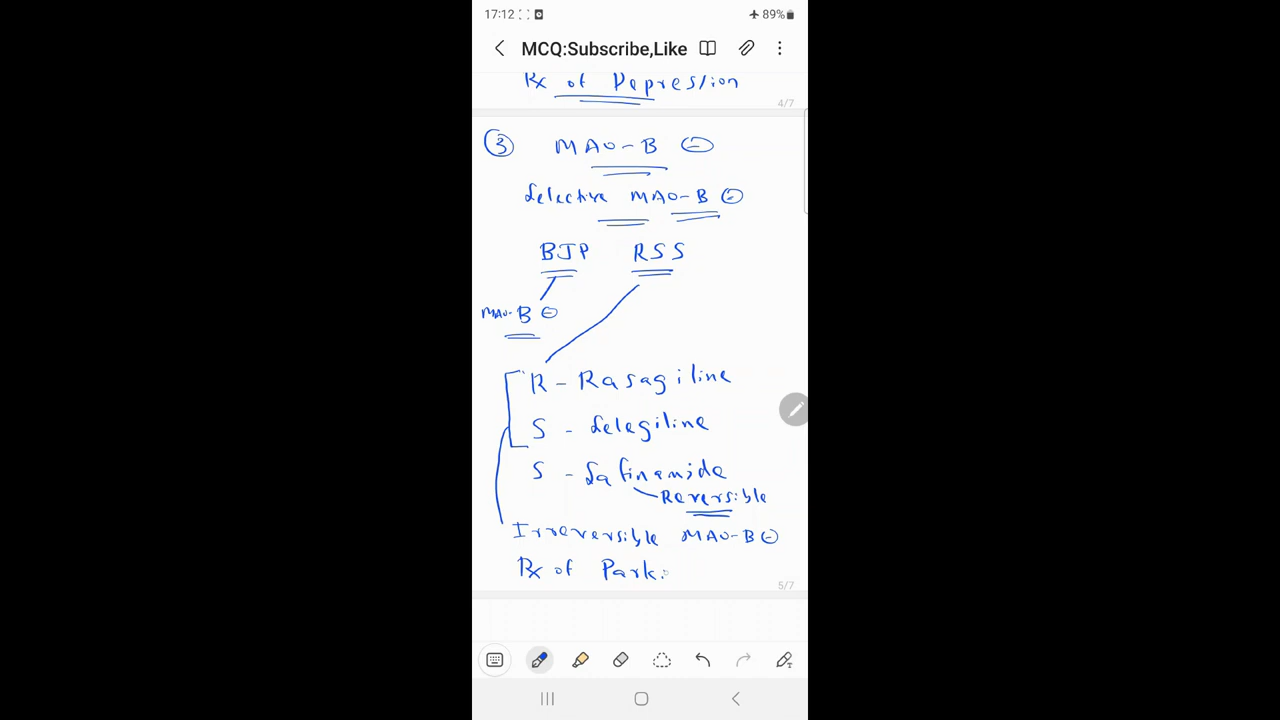 17:12 89%
MCQ:Subscribe,Like
Rx of Depression
4/7
③ MAO-B ⊖
Selective MAO-B ⊖
BJP RSS
MAO-B ⊖
R - Rasagiline
S - Selegiline
S - Safinamide
Reversible
Irreversible MAO-B ⊖
Rx of Park.
5/7